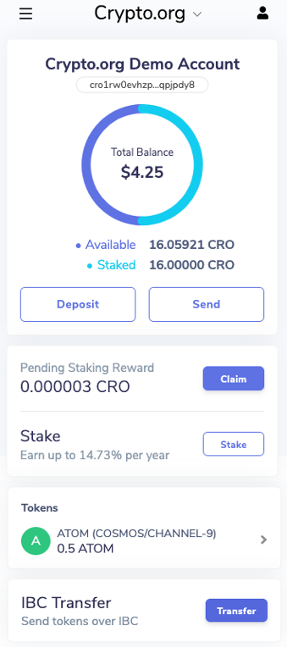 Crypto.org
Crypto.org Demo Account
cro1rw0evhzp...qpjpdy8
Total Balance
$4.25
Available 16.05921 CRO
Staked 16.00000 CRO
Deposit Send
Pending Staking Reward
0.000003 CRO
Claim
Stake
Earn up to 14.73% per year
Stake
Tokens
A
ATOM (COSMOS/CHANNEL-9)
0.5 ATOM
IBC Transfer
Send tokens over IBC
Transfer